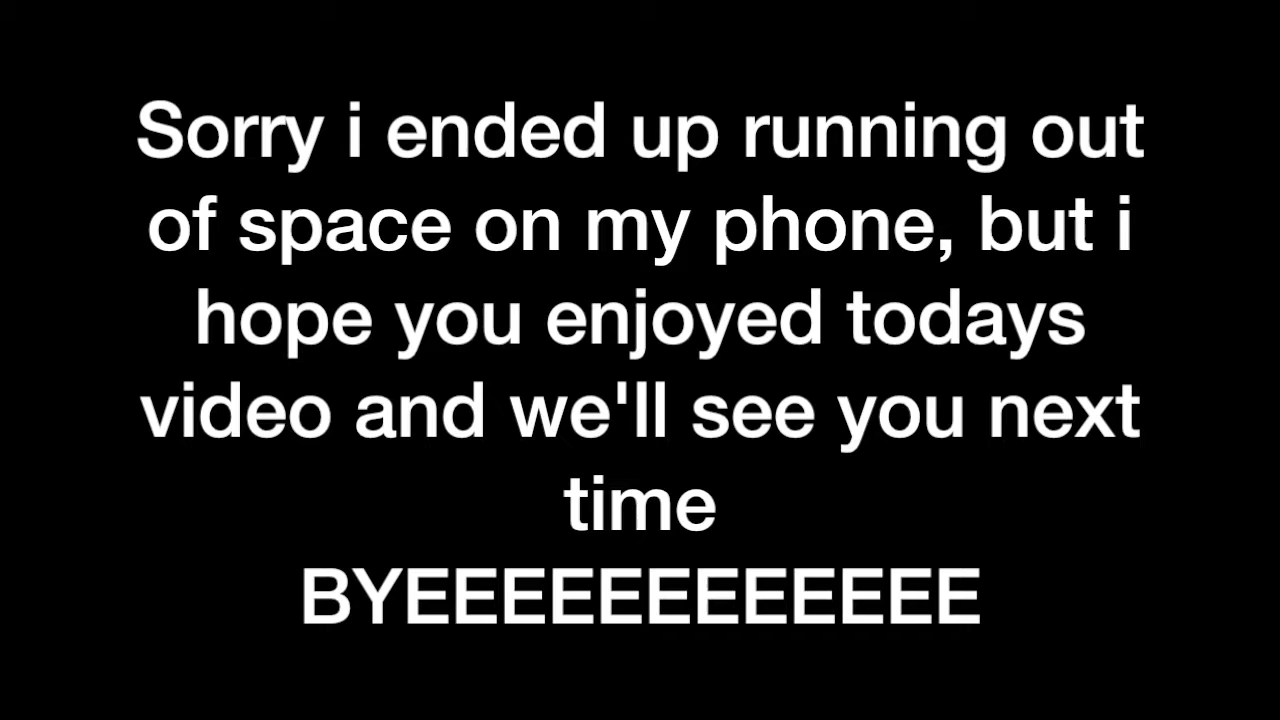 Sorry i ended up running out
of space on my phone, but i
hope you enjoyed todays
video and we'll see you next
time
BYEEEEEEEEEEEE